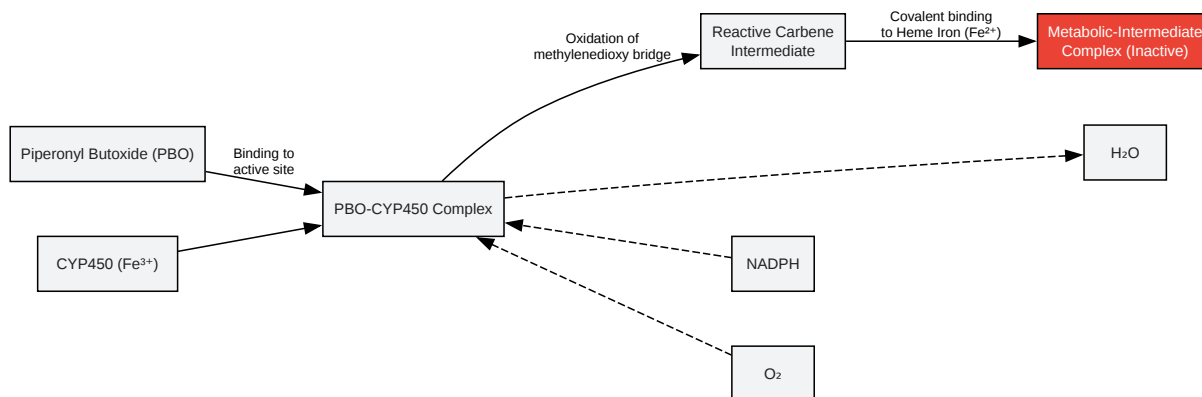 Oxidation of
methylenedioxy bridge
Reactive Carbene
Intermediate
Covalent binding
to Heme Iron (Fe²⁺)
Metabolic-Intermediate
Complex (Inactive)
Piperonyl Butoxide (PBO)
Binding to
active site
H₂O
PBO-CYP450 Complex
CYP450 (Fe³⁺)
NADPH
O₂